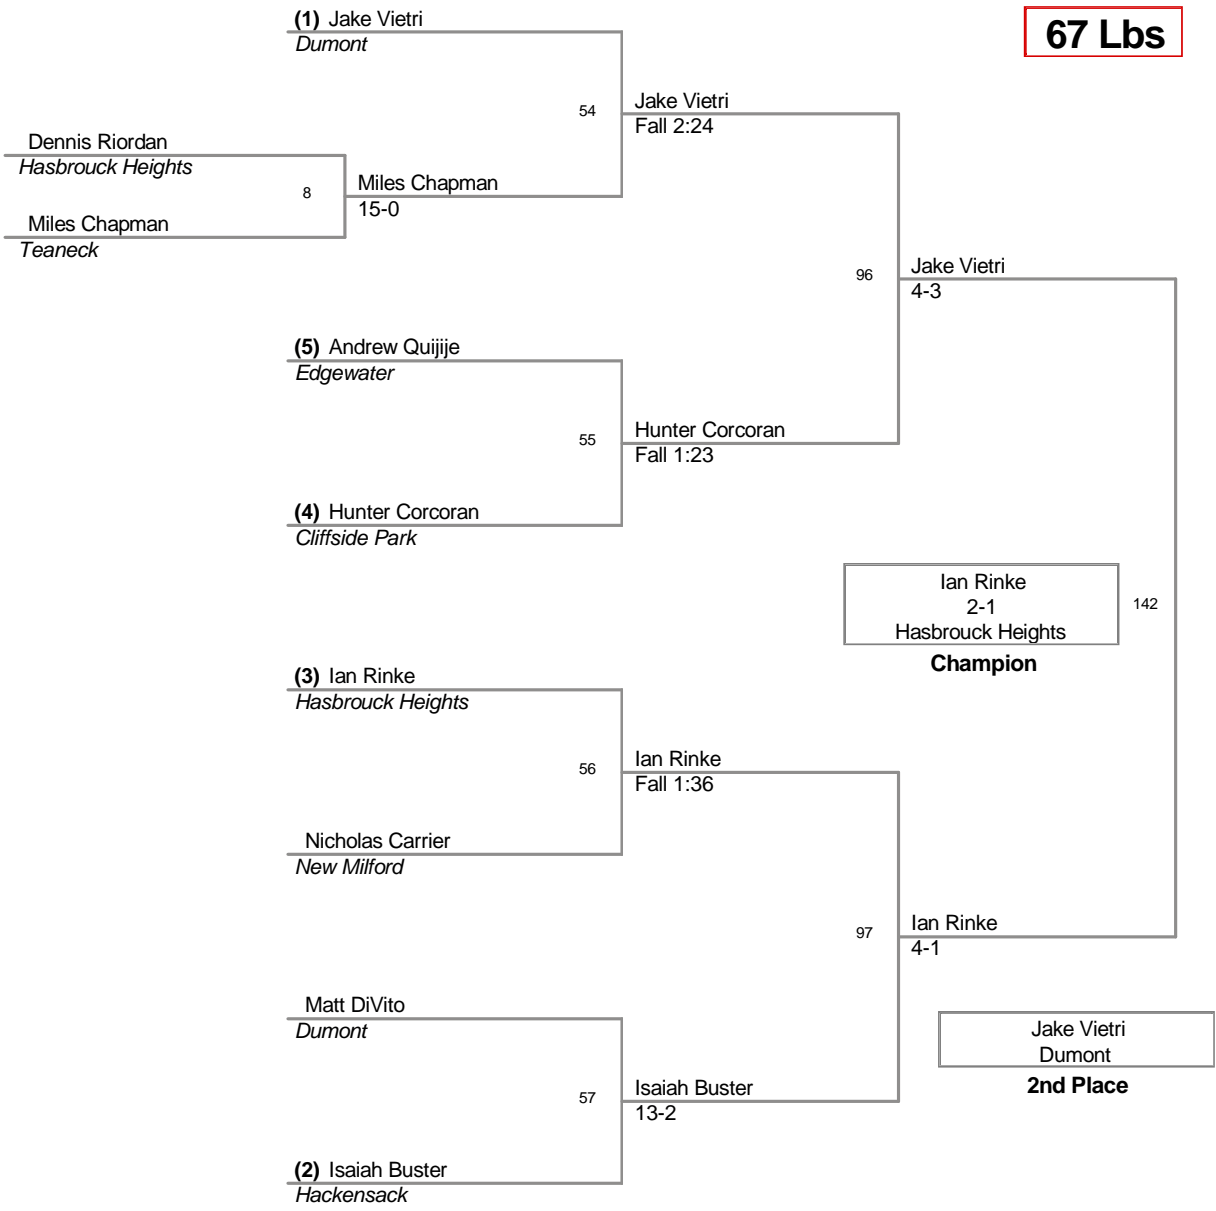 (1) Jake Vietri
Dumont
67 Lbs
54
Jake Vietri
Fall 2:24
Dennis Riordan
Hasbrouck Heights
8
Miles Chapman
15-0
Miles Chapman
Teaneck
96
Jake Vietri
4-3
(5) Andrew Quijije
Edgewater
55
Hunter Corcoran
Fall 1:23
(4) Hunter Corcoran
Cliffside Park
Ian Rinke
2-1
Hasbrouck Heights
142
Champion
(3) Ian Rinke
Hasbrouck Heights
56
Ian Rinke
Fall 1:36
Nicholas Carrier
New Milford
97
Ian Rinke
4-1
Matt DiVito
Dumont
Jake Vietri
Dumont
2nd Place
57
Isaiah Buster
13-2
(2) Isaiah Buster
Hackensack